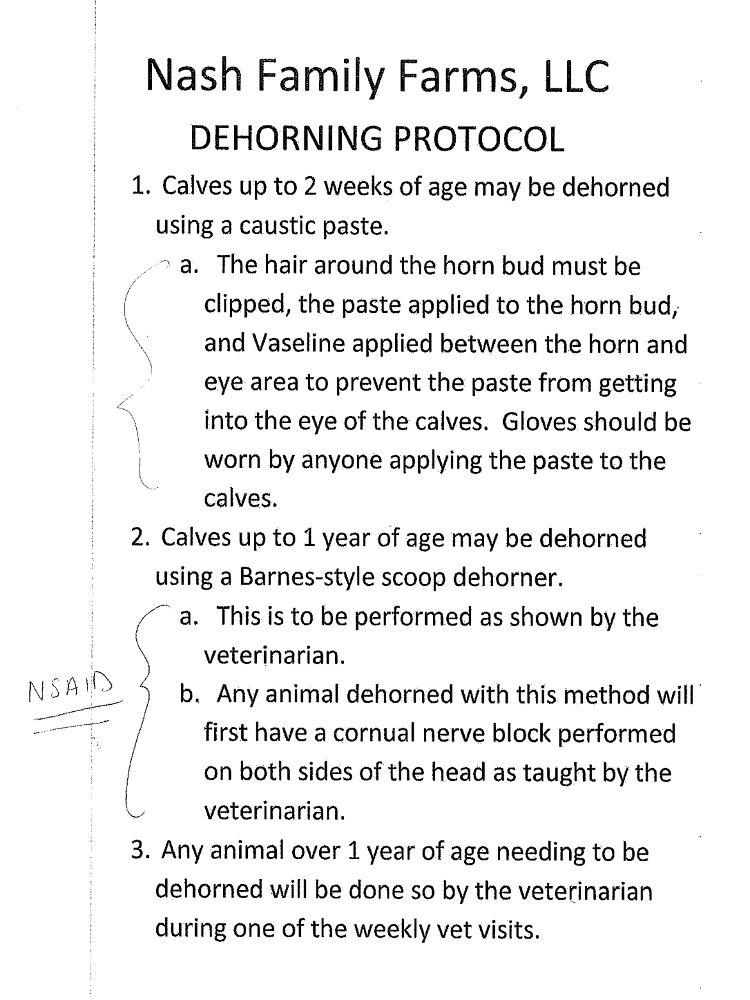 Nash Family Farms, LLC
DEHORNING PROTOCOL
1. Calves up to 2 weeks of age may be dehorned
using a caustic paste.
a. The hair around the horn bud must be
clipped, the paste applied to the horn bud,
and Vaseline applied between the horn and
eye area to prevent the paste from getting
into the eye of the calves. Gloves should be
worn by anyone applying the paste to the
calves.
2. Calves up to 1 year of age may be dehorned
using a Barnes-style scoop dehorner.
a. This is to be performed as shown by the
veterinarian.
NSAID
b. Any animal dehorned with this method will
first have a cornual nerve block performed
on both sides of the head as taught by the
veterinarian.
3. Any animal over 1 year of age needing to be
dehorned will be done so by the veterinarian
during one of the weekly vet visits.